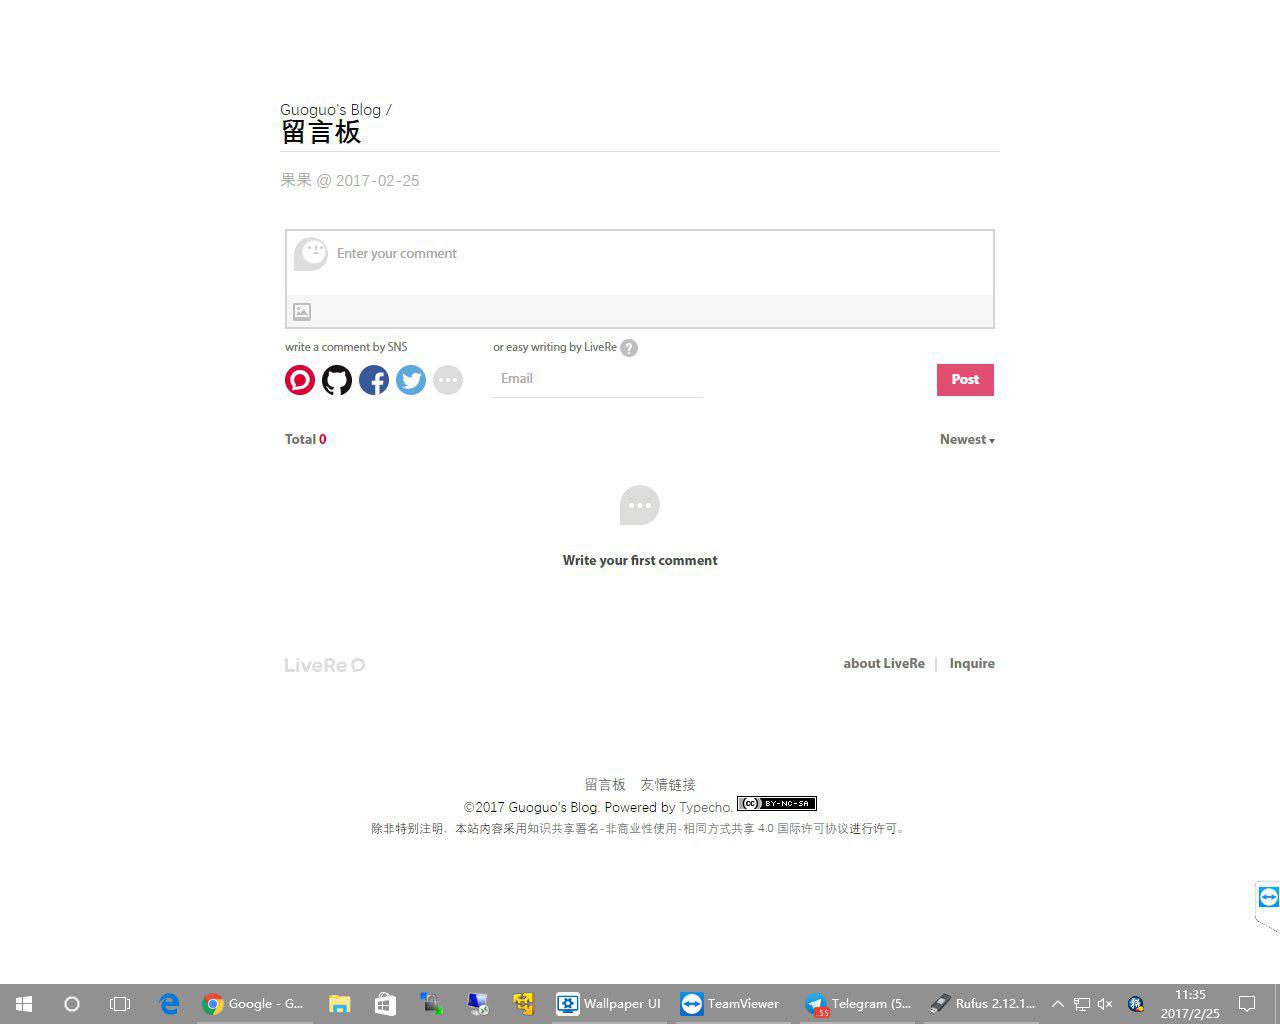 Guoguo's Blog /
留言板
果果 @ 2017-02-25
Enter your comment
write a comment by SNS
or easy writing by LiveRe ?
Email
Post
Total 0
Newest
Write your first comment
LiveRe
about LiveRe | Inquire
留言板 友情链接
©2017 Guoguo's Blog. Powered by Typecho. (cc) BY-NC-SA
除非特别注明，本站内容采用知识共享署名-非商业性使用-相同方式共享 4.0 国际许可协议进行许可。
Google - G...
Wallpaper UI
TeamViewer
Telegram (5...
55
Rufus 2.12.1...
11:35
2017/2/25